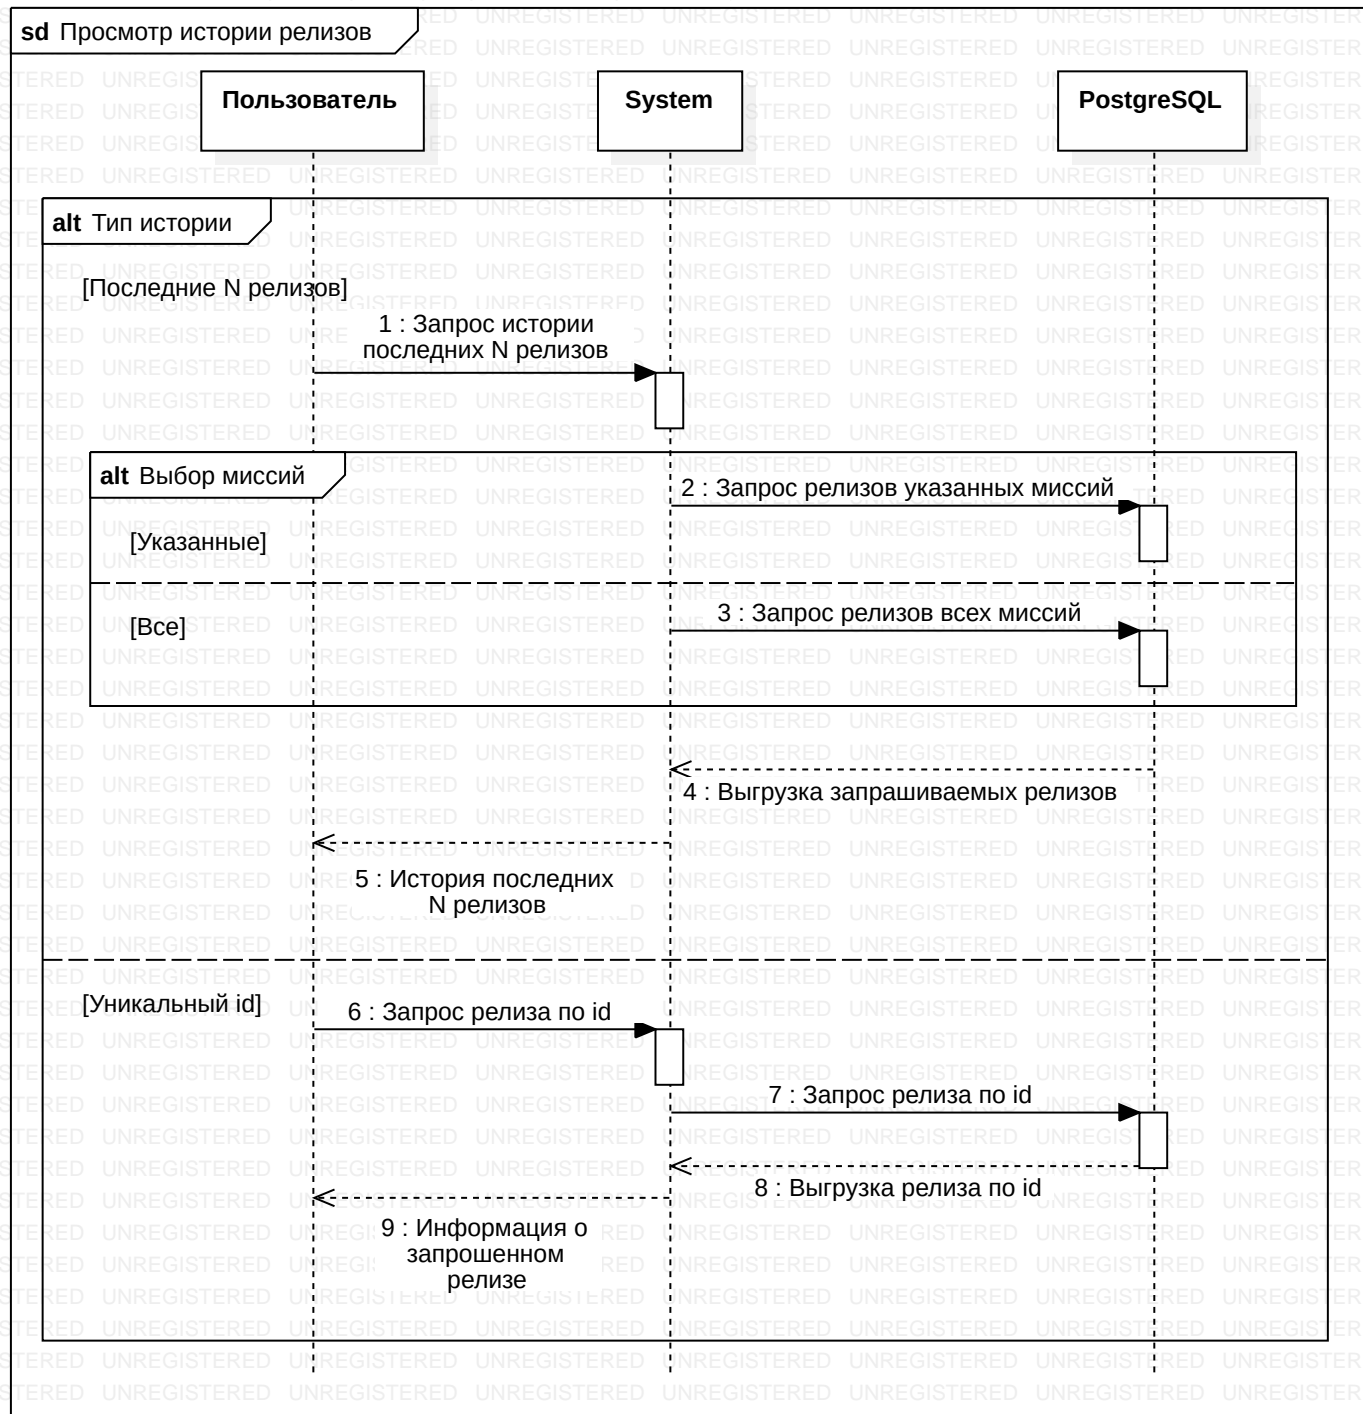 sd Просмотр истории релизов
Пользователь
System
PostgreSQL
alt Тип истории
[Последние N релизов]
1 : Запрос истории
последних N релизов
alt Выбор миссий
2 : Запрос релизов указанных миссий
[Указанные]
3 : Запрос релизов всех миссий
[Все]
4 : Выгрузка запрашиваемых релизов
5 : История последних
N релизов
[Уникальный id]
6 : Запрос релиза по id
7 : Запрос релиза по id
8 : Выгрузка релиза по id
9 : Информация о
запрошенном
релизе
UNREGISTERED